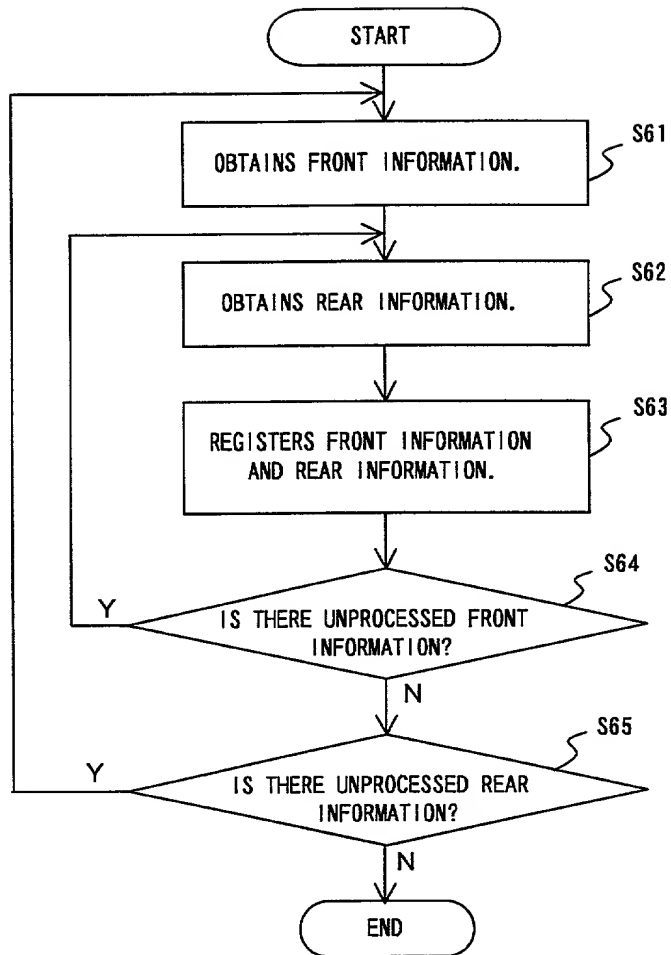 START
S61
OBTAINS FRONT INFORMATION.
S62
OBTAINS REAR INFORMATION.
S63
REGISTERS FRONT INFORMATION
AND REAR INFORMATION.
S64
Y
IS THERE UNPROCESSED FRONT
INFORMATION?
N
S65
Y
IS THERE UNPROCESSED REAR
INFORMATION?
N
END